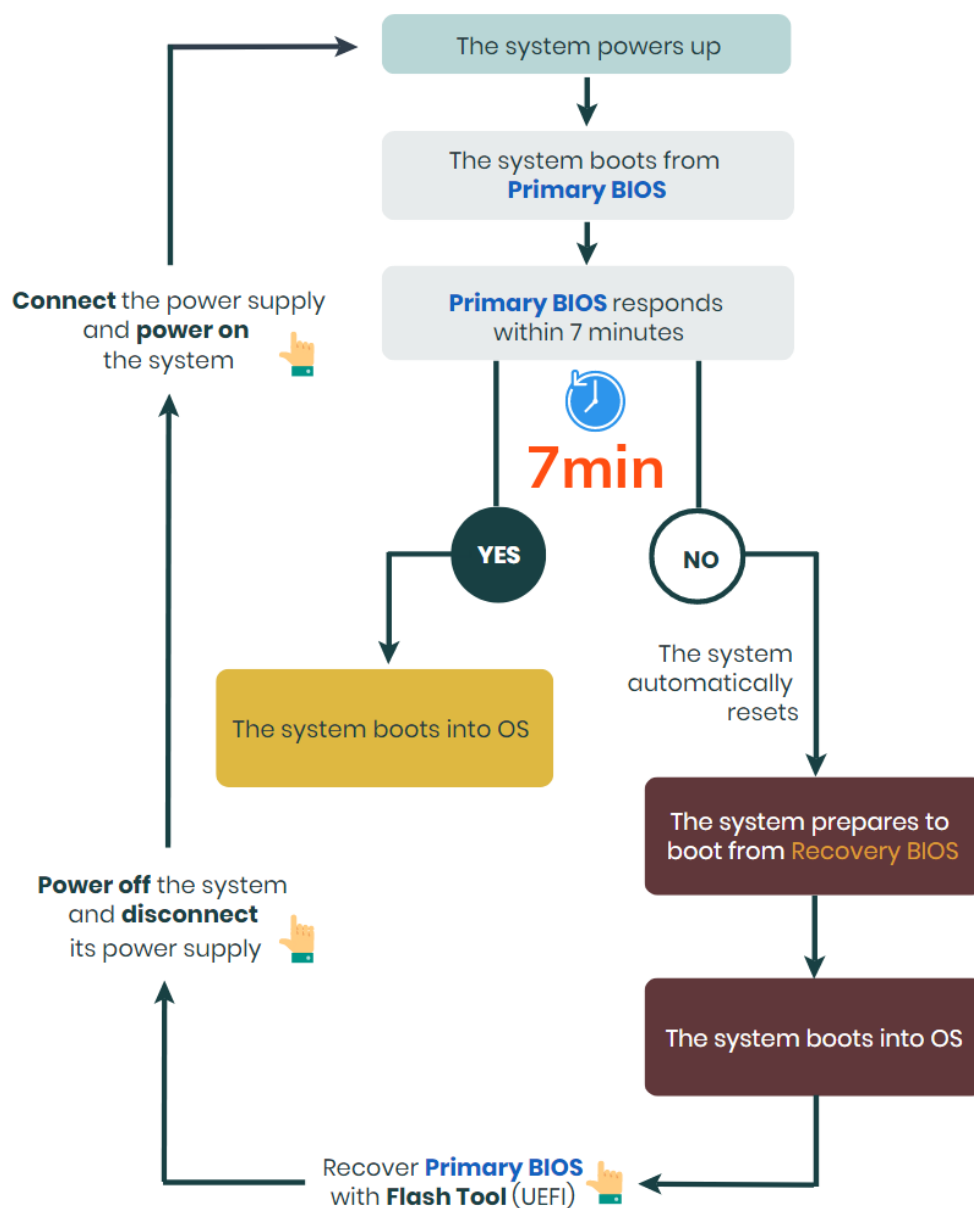 The system powers up
The system boots from
Primary BIOS
Primary BIOS responds
within 7 minutes
7min
YES
NO
The system boots into OS
The system
automatically
resets
The system prepares to
boot from Recovery BIOS
The system boots into OS
Recover Primary BIOS
with Flash Tool (UEFI)
Power off the system
and disconnect
its power supply
Connect the power supply
and power on
the system